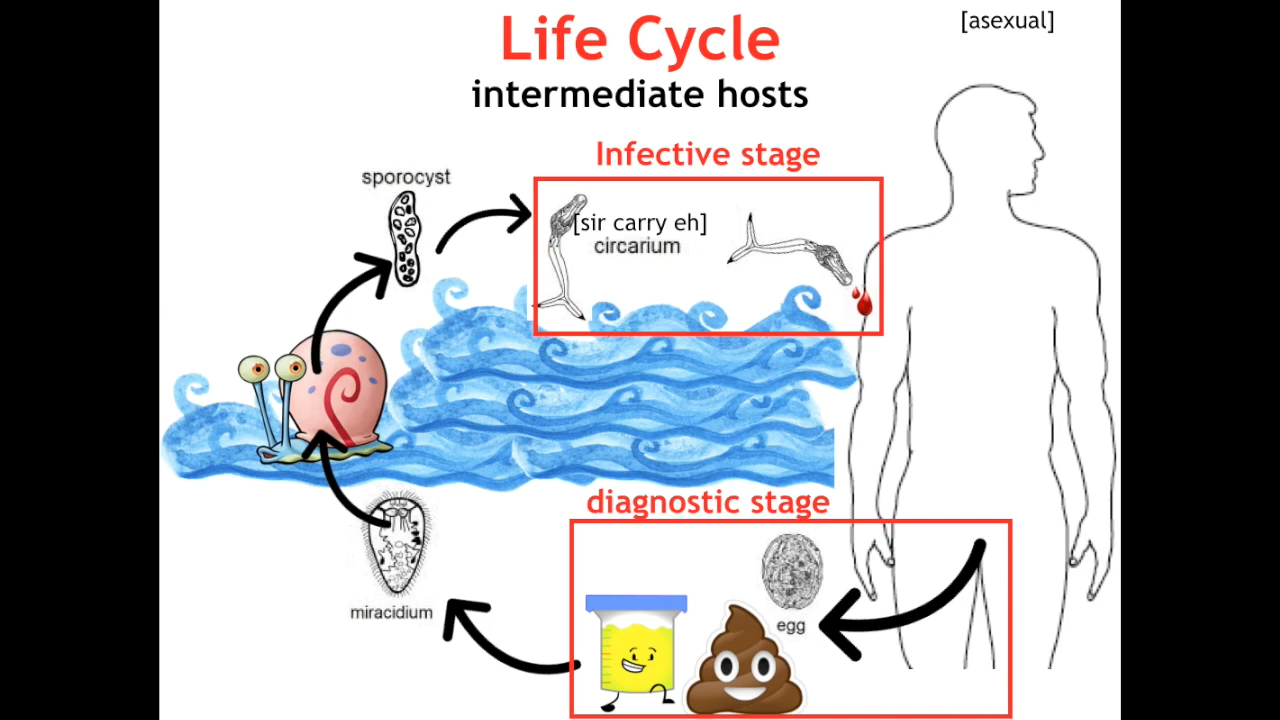 [asexual]
Life Cycle
intermediate hosts
Infective stage
sporocyst
[sir carry eh]
circarium
diagnostic stage
miracidium
egg